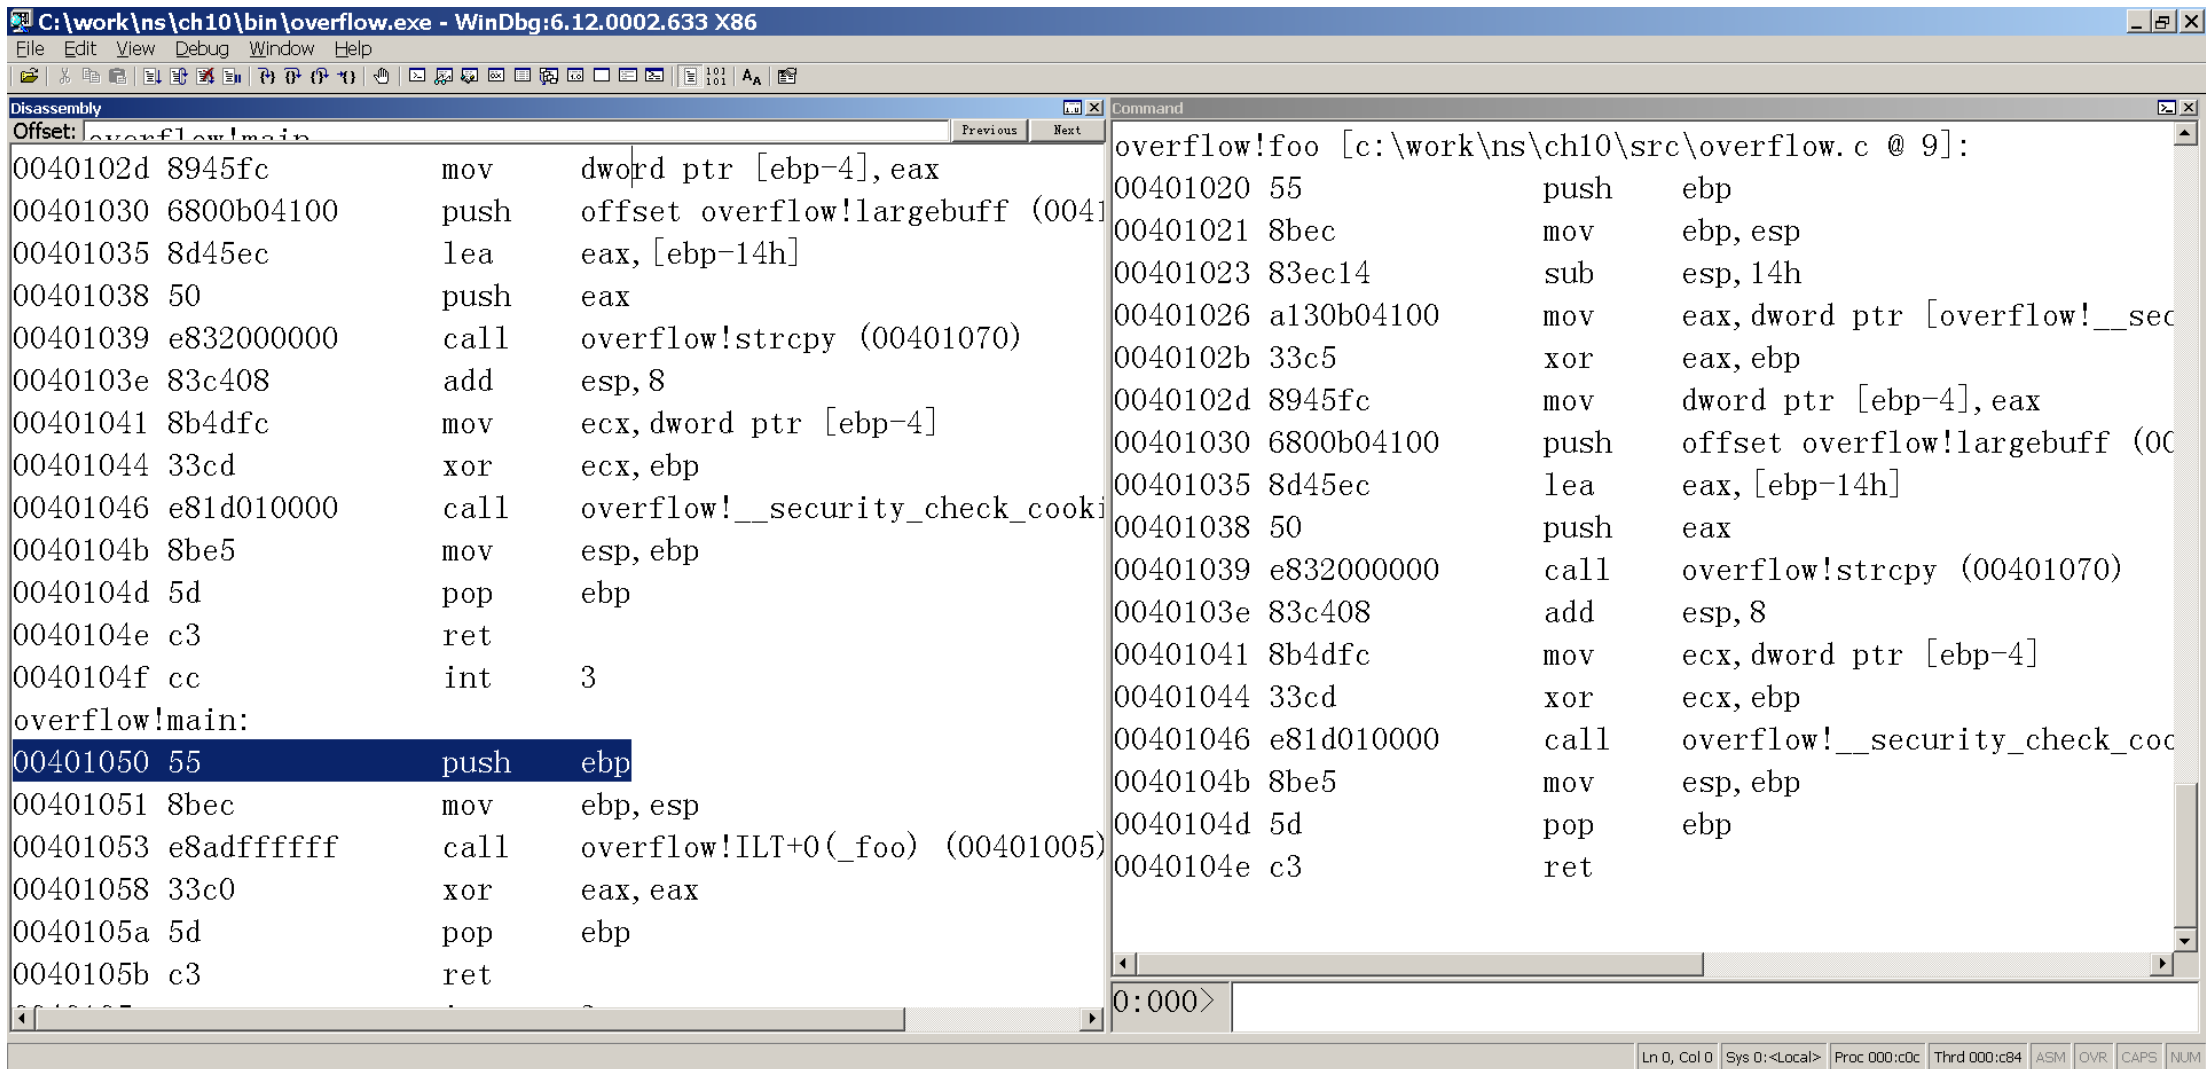 C:\work\ns\ch10\bin\overflow.exe - WinDbg:6.12.0002.633 X86
File Edit View Debug Window Help
Disassembly
Offset: overflow!main Previous Next
0040102d 8945fc mov dword ptr [ebp-4],eax
00401030 6800b04100 push offset overflow!largebuff (0041
00401035 8d45ec lea eax,[ebp-14h]
00401038 50 push eax
00401039 e832000000 call overflow!strcpy (00401070)
0040103e 83c408 add esp,8
00401041 8b4dfc mov ecx,dword ptr [ebp-4]
00401044 33cd xor ecx,ebp
00401046 e81d010000 call overflow!__security_check_cooki
0040104b 8be5 mov esp,ebp
0040104d 5d pop ebp
0040104e c3 ret
0040104f cc int 3
overflow!main:
00401050 55 push ebp
00401051 8bec mov ebp,esp
00401053 e8adffffff call overflow!ILT+0(_foo) (00401005)
00401058 33c0 xor eax,eax
0040105a 5d pop ebp
0040105b c3 ret
Command
overflow!foo [c:\work\ns\ch10\src\overflow.c @ 9]:
00401020 55 push ebp
00401021 8bec mov ebp,esp
00401023 83ec14 sub esp,14h
00401026 a130b04100 mov eax,dword ptr [overflow!__sec
0040102b 33c5 xor eax,ebp
0040102d 8945fc mov dword ptr [ebp-4],eax
00401030 6800b04100 push offset overflow!largebuff (00
00401035 8d45ec lea eax,[ebp-14h]
00401038 50 push eax
00401039 e832000000 call overflow!strcpy (00401070)
0040103e 83c408 add esp,8
00401041 8b4dfc mov ecx,dword ptr [ebp-4]
00401044 33cd xor ecx,ebp
00401046 e81d010000 call overflow!__security_check_coo
0040104b 8be5 mov esp,ebp
0040104d 5d pop ebp
0040104e c3 ret
0:000>
Ln 0, Col 0 Sys 0:<Local> Proc 000:c0c Thrd 000:c84 ASM OVR CAPS NUM